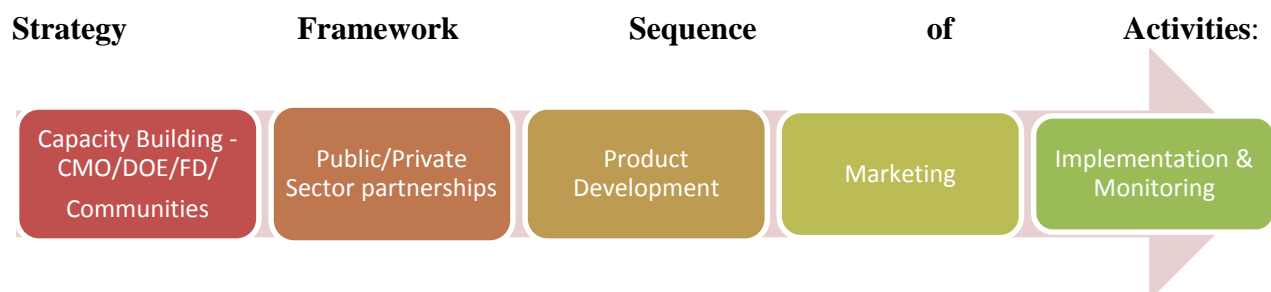 Strategy Framework Sequence of Activities:
Capacity Building -
CMO/DOE/FD/
Communities
Public/Private
Sector partnerships
Product
Development
Marketing
Implementation &
Monitoring